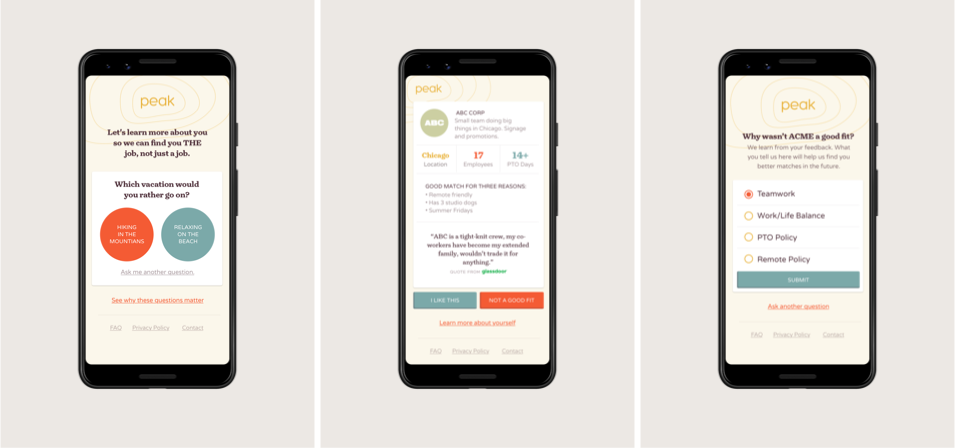 peak
Let's learn more about you
so we can find you THE
job, not just a job.
Which vacation would
you rather go on?
HIKING
IN THE
MOUNTIANS
RELAXING
ON THE
BEACH
Ask me another question.
See why these questions matter
FAQ Privacy Policy Contact
peak
ABC
ABC CORP
Small team doing big
things in Chicago. Signage
and promotions.
Chicago
Location
17
Employees
14+
PTO Days
GOOD MATCH FOR THREE REASONS:
• Remote friendly
• Has 3 studio dogs
• Summer Fridays
"ABC is a tight-knit crew, my co-
workers have become my extended
family, wouldn't trade it for
anything."
QUOTE FROM glassdoor
I LIKE THIS
NOT A GOOD FIT
Learn more about yourself
FAQ Privacy Policy Contact
peak
Why wasn't ACME a good fit?
We learn from your feedback. What
you tell us here will help us find you
better matches in the future.
Teamwork
Work/Life Balance
PTO Policy
Remote Policy
SUBMIT
Ask another question
FAQ Privacy Policy Contact